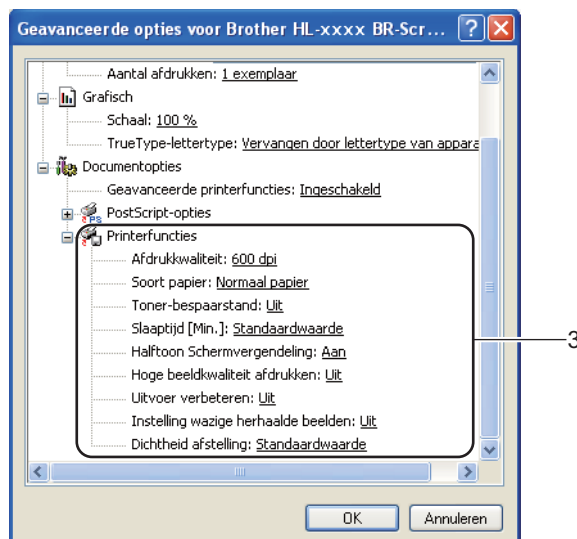 Geavanceerde opties voor Brother HL-xxxx BR-Scr...
Aantal afdrukken: 1 exemplaar
Grafisch
Schaal: 100 %
TrueType-lettertype: Vervangen door lettertype van appara
Documentopties
Geavanceerde printerfuncties: Ingeschakeld
PostScript-opties
Printerfuncties
Afdrukkwaliteit: 600 dpi
Soort papier: Normaal papier
Toner-bespaarstand: Uit
Slaaptijd [Min.]: Standaardwaarde
Halftoon Schermvergendeling: Aan
Hoge beeldkwaliteit afdrukken: Uit
Uitvoer verbeteren: Uit
Instelling wazige herhaalde beelden: Uit
Dichtheid afstelling: Standaardwaarde
3
OK
Annuleren